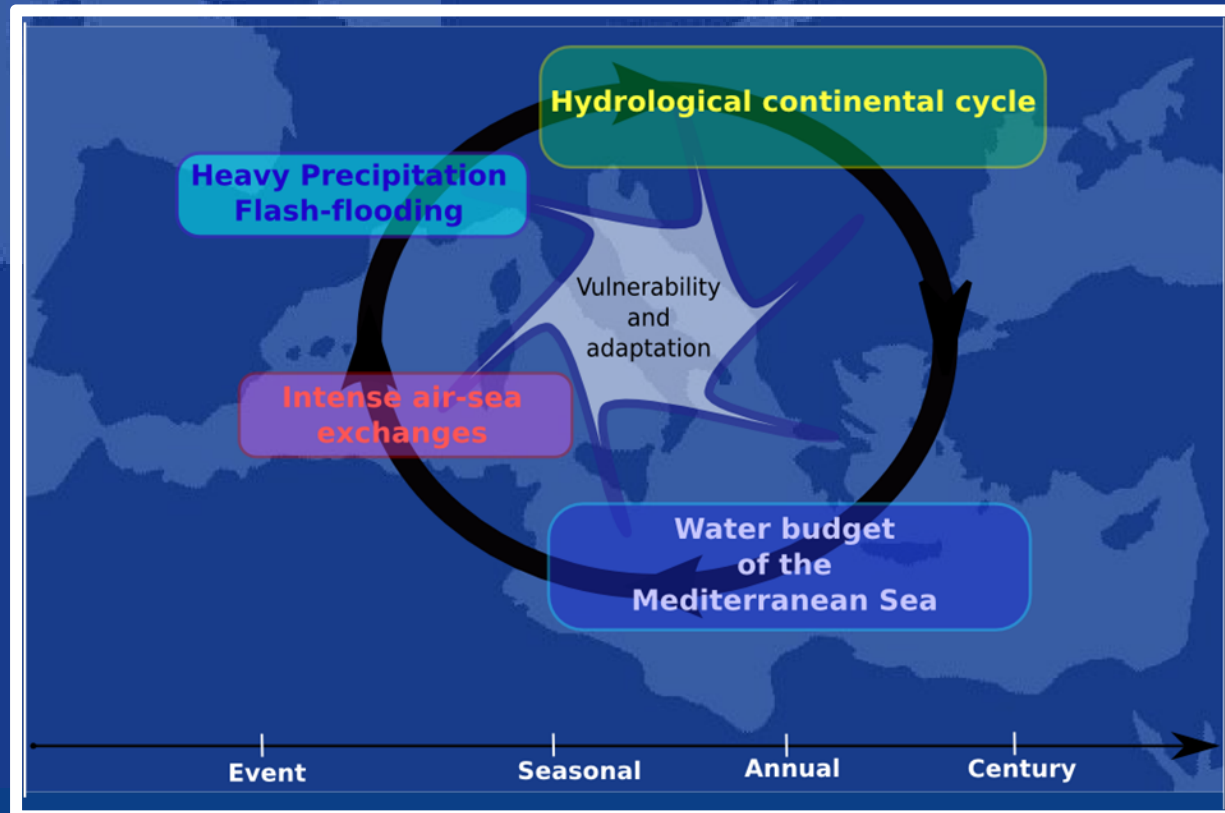 Hydrological continental cycle
Heavy Precipitation
Flash-flooding
Vulnerability
and
adaptation
Intense air-sea
exchanges
Water budget
of the
Mediterranean Sea
Event
Seasonal
Annual
Century